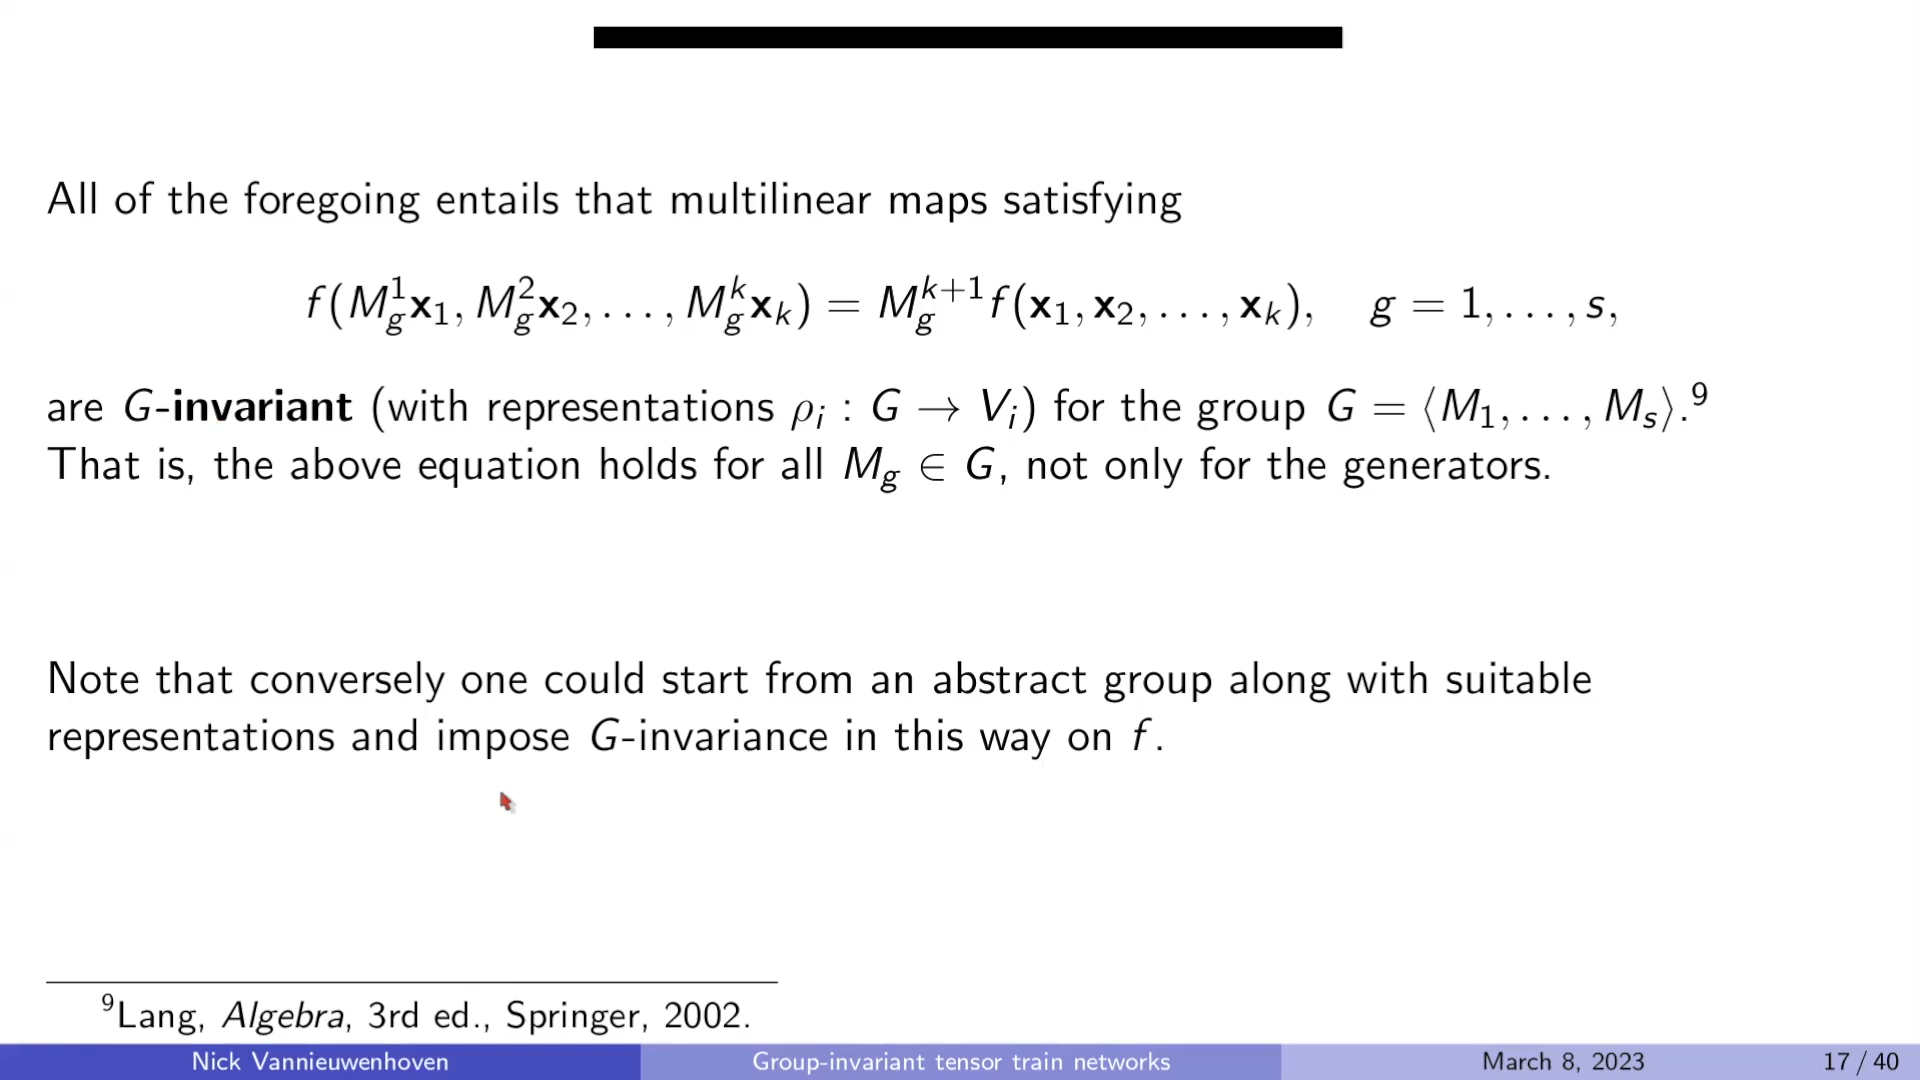 All of the foregoing entails that multilinear maps satisfying
f(M_g^1 x_1, M_g^2 x_2, . . . , M_g^k x_k) = M_g^{k+1} f(x_1, x_2, . . . , x_k), g = 1, . . . , s,
are G-invariant (with representations ρ_i : G → V_i) for the group G = ⟨M_1, . . . , M_s⟩.^9
That is, the above equation holds for all M_g ∈ G, not only for the generators.
Note that conversely one could start from an abstract group along with suitable
representations and impose G-invariance in this way on f.
^9Lang, Algebra, 3rd ed., Springer, 2002.
Nick Vannieuwenhoven Group-invariant tensor train networks March 8, 2023 17 / 40